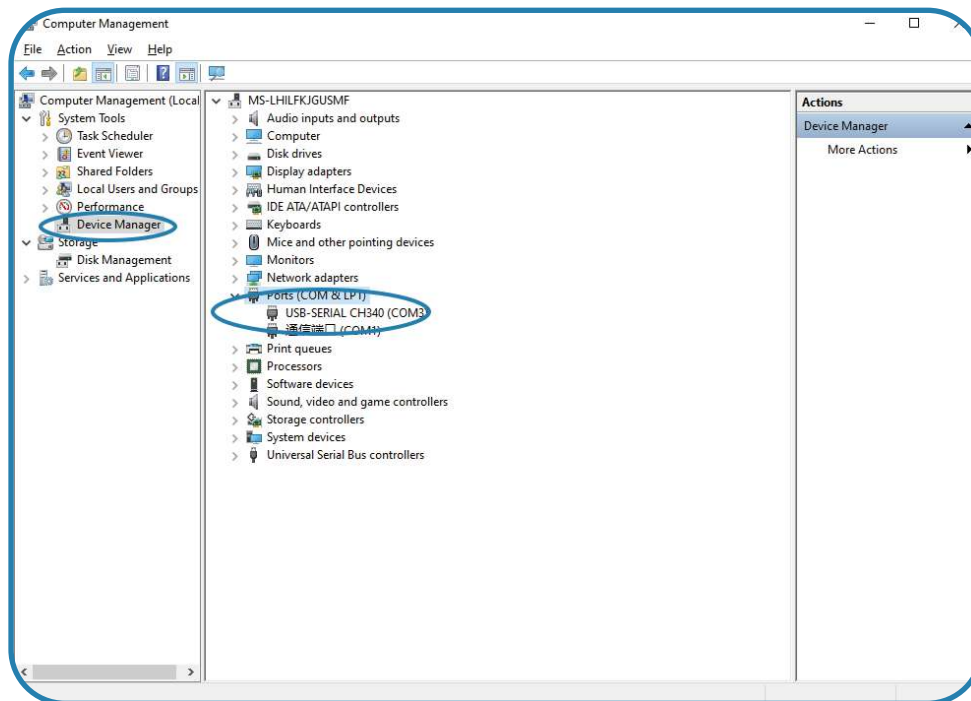 Computer Management
File Action View Help
Computer Management (Local
System Tools
Task Scheduler
Event Viewer
Shared Folders
Local Users and Groups
Performance
Device Manager
Storage
Disk Management
Services and Applications
MS-LHILFKJGUSMF
Audio inputs and outputs
Computer
Disk drives
Display adapters
Human Interface Devices
IDE ATA/ATAPI controllers
Keyboards
Mice and other pointing devices
Monitors
Network adapters
Ports (COM & LPT)
USB-SERIAL CH340 (COM3)
通信端口 (COM1)
Print queues
Processors
Software devices
Sound, video and game controllers
Storage controllers
System devices
Universal Serial Bus controllers
Actions
Device Manager
More Actions